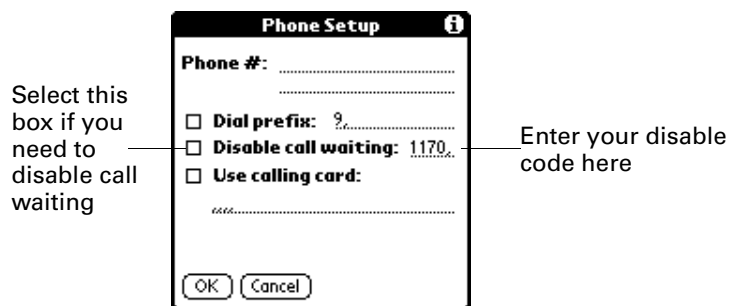 Phone Setup
Phone #:
Select this
box if you
need to
disable call
waiting
Dial prefix: 9,
Disable call waiting: 1170,
Use calling card:
,,,,
Enter your disable
code here
OK Cancel